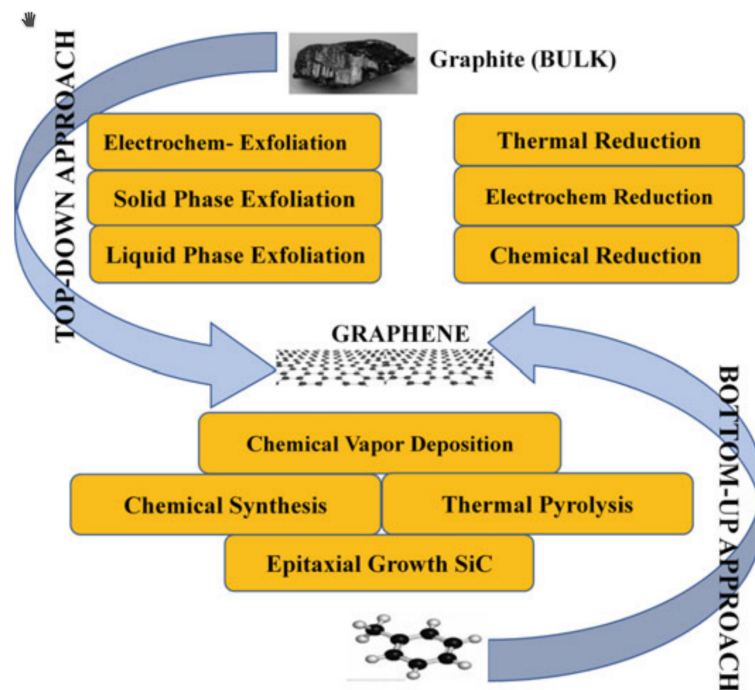 Graphite (BULK)
TOP-DOWN APPROACH
Electrochem- Exfoliation
Solid Phase Exfoliation
Liquid Phase Exfoliation
Thermal Reduction
Electrochem Reduction
Chemical Reduction
GRAPHENE
Chemical Vapor Deposition
Chemical Synthesis
Thermal Pyrolysis
Epitaxial Growth SiC
BOTTOM-UP APPROACH